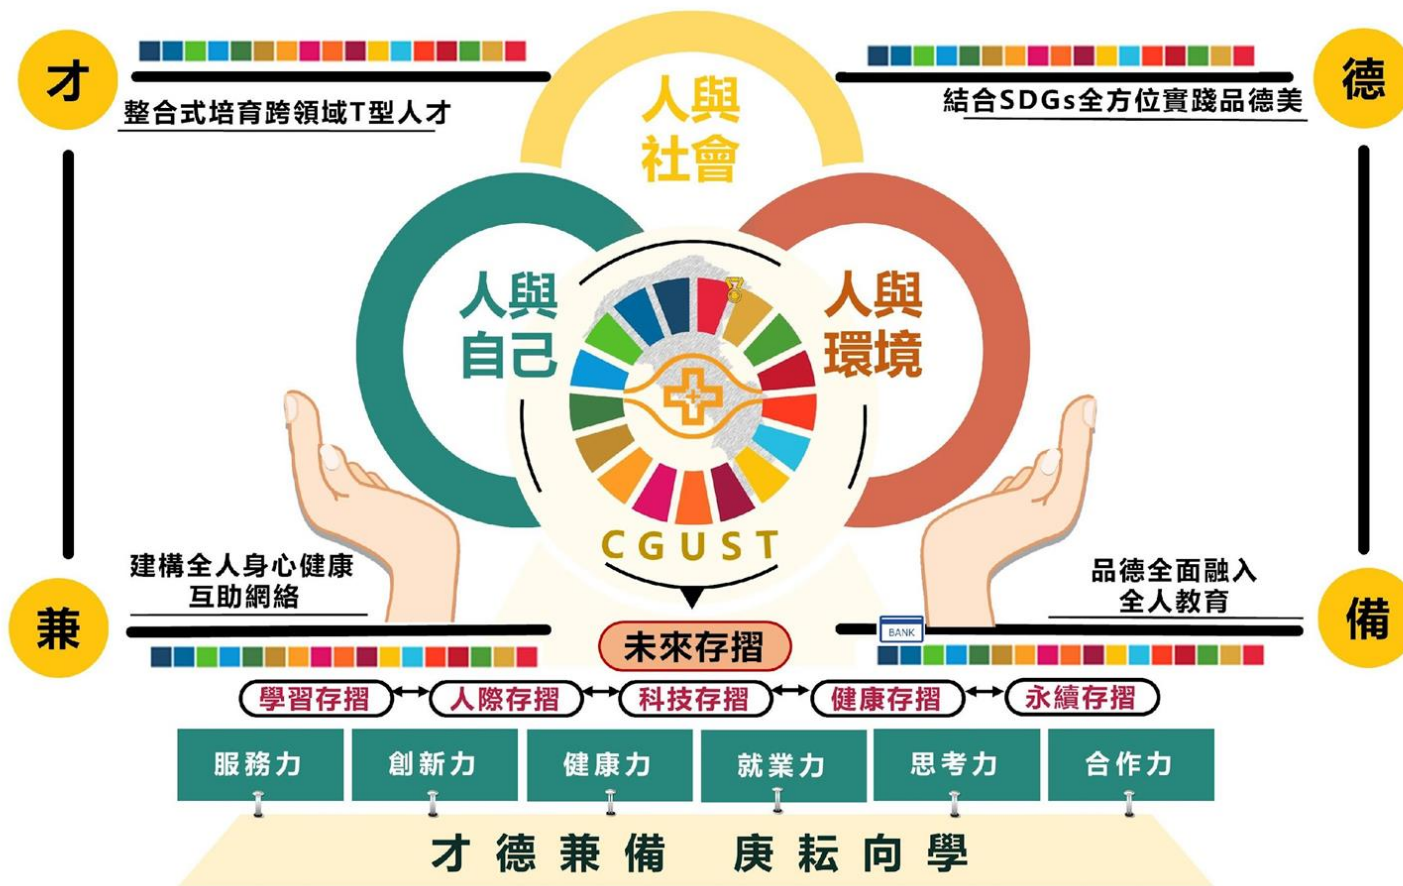 才
整合式培育跨領域T型人才
德
結合SDGs全方位實踐品德美
人與
社會
人與
自己
人與
環境
CGUST
兼
建構全人身心健康
互助網絡
備
品德全面融入
全人教育
BANK
未來存摺
學習存摺
人際存摺
科技存摺
健康存摺
永續存摺
服務力
創新力
健康力
就業力
思考力
合作力
才德兼備 庚耘向學